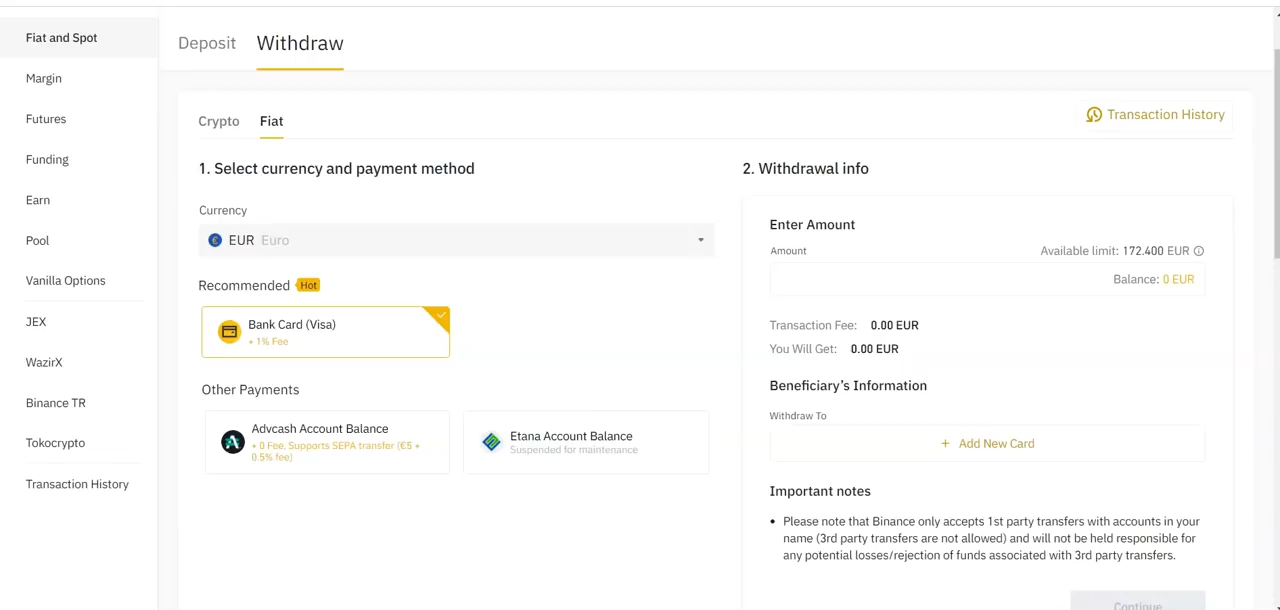 Fiat and Spot
Margin
Futures
Funding
Earn
Pool
Vanilla Options
JEX
WazirX
Binance TR
Tokocrypto
Transaction History
Deposit Withdraw
Crypto Fiat
Transaction History
1. Select currency and payment method
Currency
EUR Euro
Recommended Hot
Bank Card (Visa)
+ 1% Fee
Other Payments
Advcash Account Balance
+ 0 Fee, Supports SEPA transfer (€5 +
0.5% fee)
Etana Account Balance
Suspended for maintenance
2. Withdrawal info
Enter Amount
Amount Available limit: 172.400 EUR
Balance: 0 EUR
Transaction Fee: 0.00 EUR
You Will Get: 0.00 EUR
Beneficiary’s Information
Withdraw To
+ Add New Card
Important notes
• Please note that Binance only accepts 1st party transfers with accounts in your
name (3rd party transfers are not allowed) and will not be held responsible for
any potential losses/rejection of funds associated with 3rd party transfers.
Continue